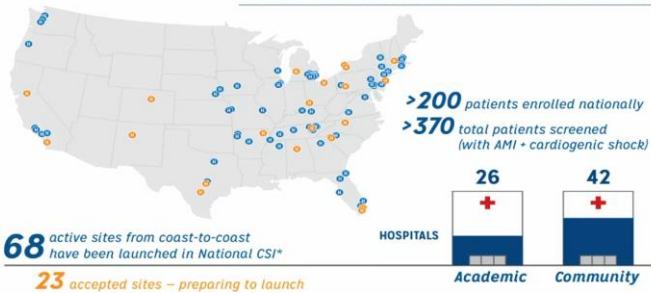 >200 patients enrolled nationally
>370 total patients screened
(with AMI + cardiogenic shock)
26
42
HOSPITALS
Academic
Community
68 active sites from coast-to-coast
have been launched in National CSI*
23 accepted sites – preparing to launch